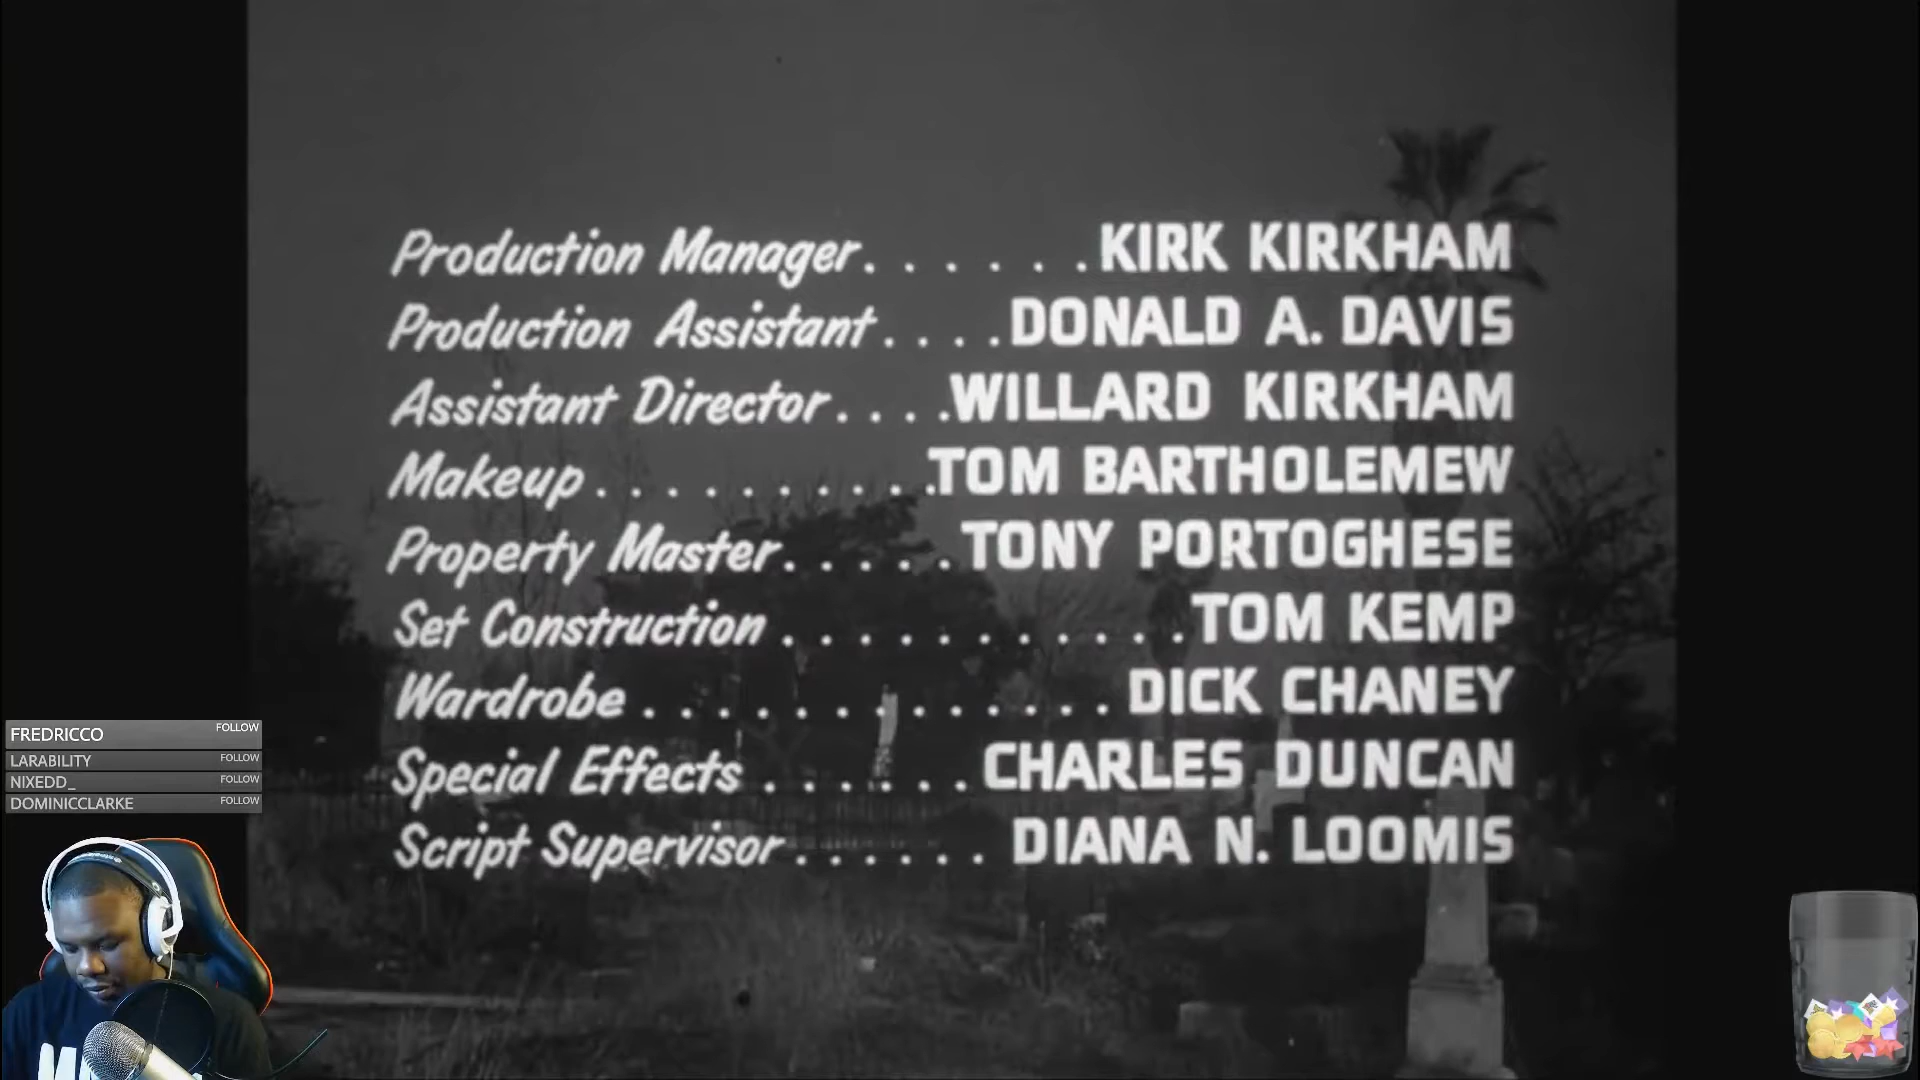 Production Manager. . . . . . .KIRK KIRKHAM
Production Assistant. . . . .DONALD A. DAVIS
Assistant Director. . . . .WILLARD KIRKHAM
Makeup . . . . . . . . . . .TOM BARTHOLEMEW
Property Master. . . . . .TONY PORTOGHESE
Set Construction . . . . . . . . . . .TOM KEMP
Wardrobe . . . . . . . . . . . . .DICK CHANEY
Special Effects . . . . . .CHARLES DUNCAN
Script Supervisor . . . . . . DIANA N. LOOMIS
FREDRICCO FOLLOW
LARABILITY FOLLOW
NIXEDD_ FOLLOW
DOMINICCLARKE FOLLOW